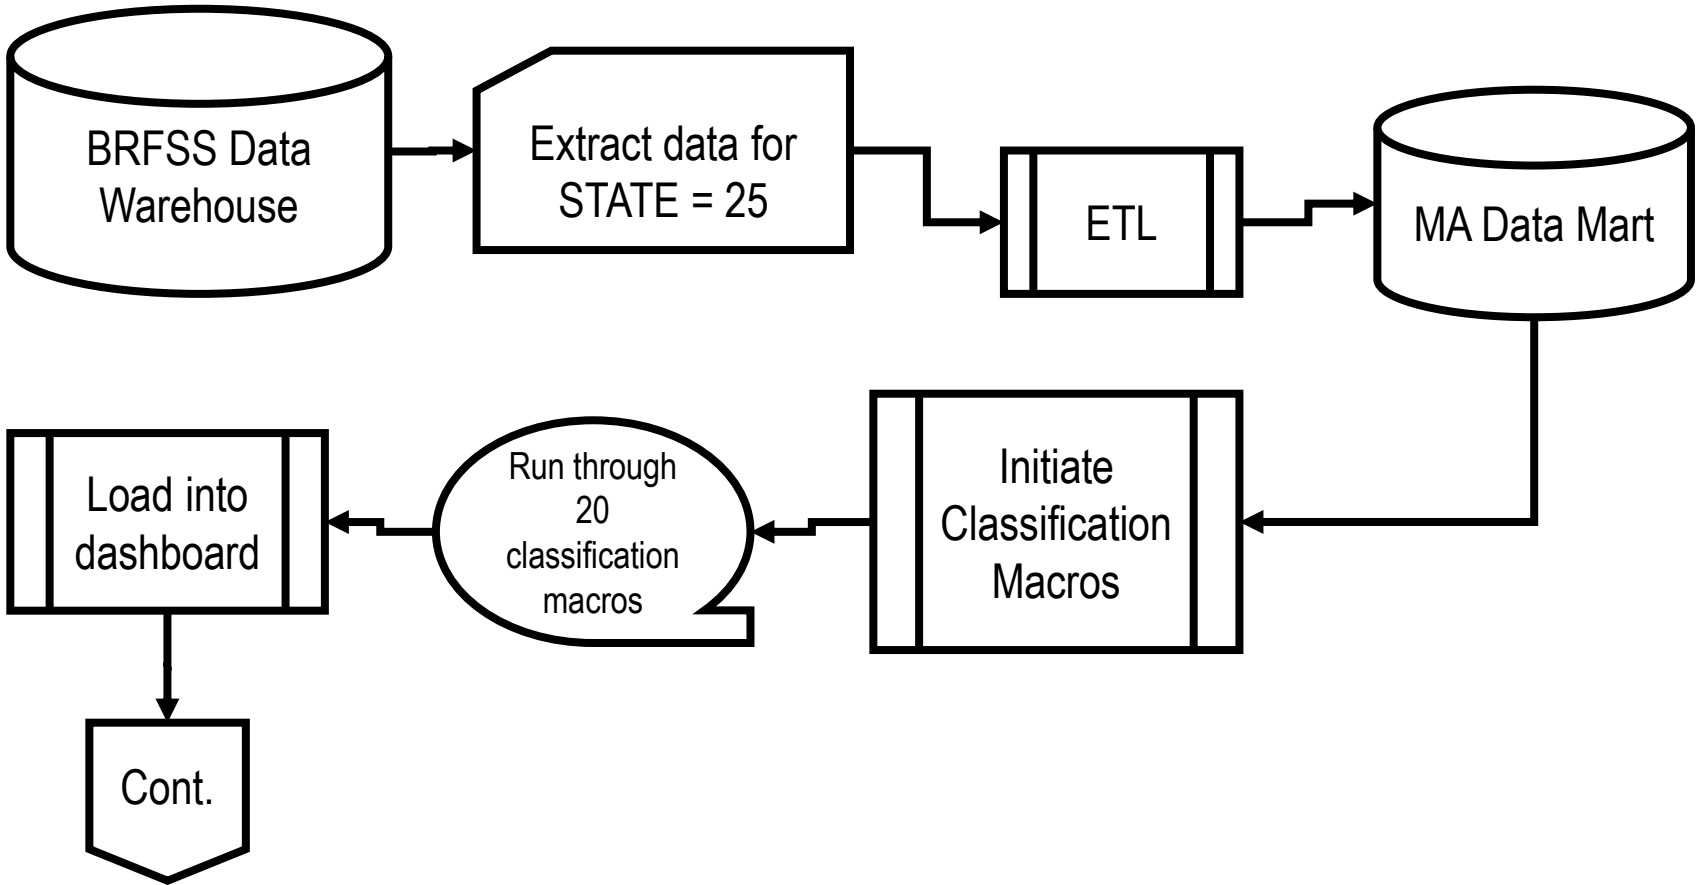 BRFSS Data
Warehouse
Extract data for
STATE = 25
ETL
MA Data Mart
Initiate
Classification
Macros
Run through
20
classification
macros
Load into
dashboard
Cont.